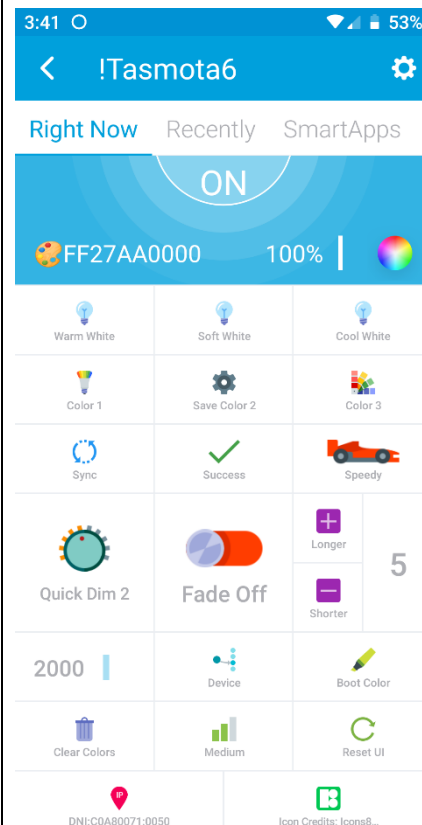 3:41 53%
!Tasmota6
Right Now Recently SmartApps
ON
FF27AA0000 100%
Warm White Soft White Cool White
Color 1 Save Color 2 Color 3
Sync Success Speedy
Longer
5
Quick Dim 2 Fade Off
Shorter
2000 Device Boot Color
Clear Colors Medium Reset UI
IP
DNI:C0A80071:0050 Icon Credits: Icons8...